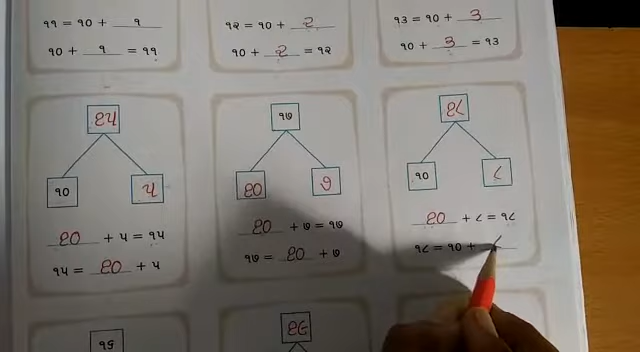 ૧૧ = ૧૦ + ૧
૧૦ + ૧ = ૧૧
૧૨ = ૧૦ + ૨
૧૦ + ૨ = ૧૨
૧૩ = ૧૦ + ૩
૧૦ + ૩ = ૧૩
૧૫
૧૦ ૫
૧૦ + ૫ = ૧૫
૧૫ = ૧૦ + ૫
૧૭
૧૦ ૭
૧૦ + ૭ = ૧૭
૧૭ = ૧૦ + ૭
૧૮
૧૦ ૮
૧૦ + ૮ = ૧૮
૧૮ = ૧૦ +